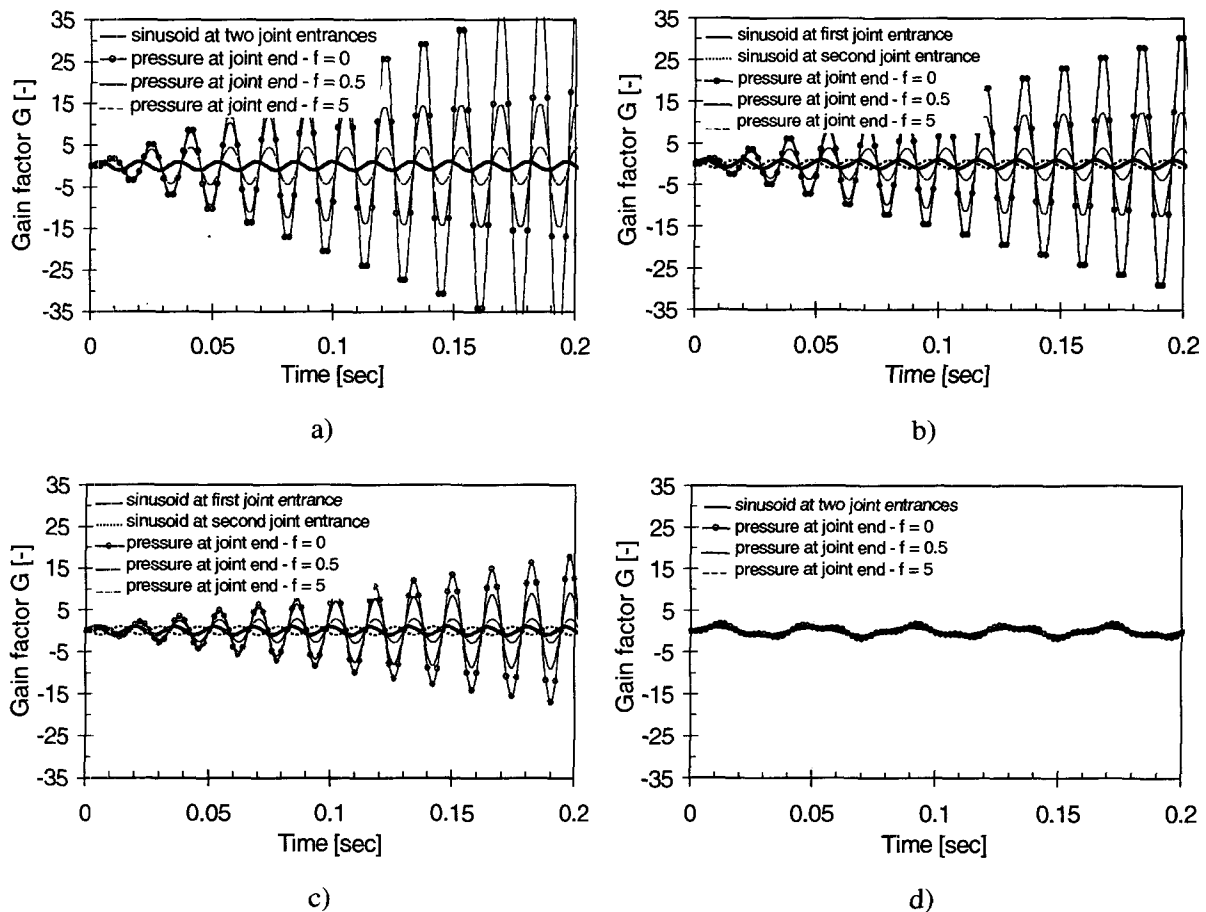 35
25
15
5
-5
-15
-25
-35
Gain factor G [-]
sinusoid at two joint entrances
pressure at joint end - f = 0
pressure at joint end - f = 0.5
pressure at joint end - f = 5
0
0.05
0.1
0.15
0.2
Time [sec]
a)
35
25
15
5
-5
-15
-25
-35
Gain factor G [-]
sinusoid at first joint entrance
sinusoid at second joint entrance
pressure at joint end - f = 0
pressure at joint end - f = 0.5
pressure at joint end - f = 5
0
0.05
0.1
0.15
0.2
Time [sec]
b)
35
25
15
5
-5
-15
-25
-35
Gain factor G [-]
sinusoid at first joint entrance
sinusoid at second joint entrance
pressure at joint end - f = 0
pressure at joint end - f = 0.5
pressure at joint end - f = 5
0
0.05
0.1
0.15
0.2
Time [sec]
c)
35
25
15
5
-5
-15
-25
-35
Gain factor G [-]
sinusoid at two joint entrances
pressure at joint end - f = 0
pressure at joint end - f = 0.5
pressure at joint end - f = 5
0
0.05
0.1
0.15
0.2
Time [sec]
d)